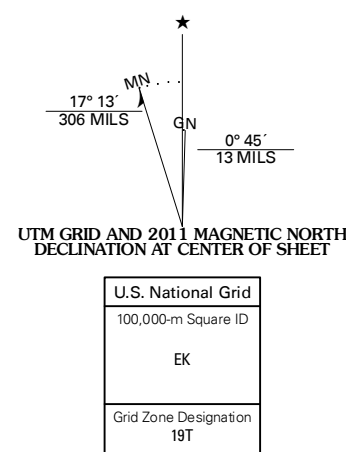 ★
MN
17° 13´
306 MILS
GN
0° 45´
13 MILS
UTM GRID AND 2011 MAGNETIC NORTH
DECLINATION AT CENTER OF SHEET
U.S. National Grid
100,000-m Square ID
EK
Grid Zone Designation
19T